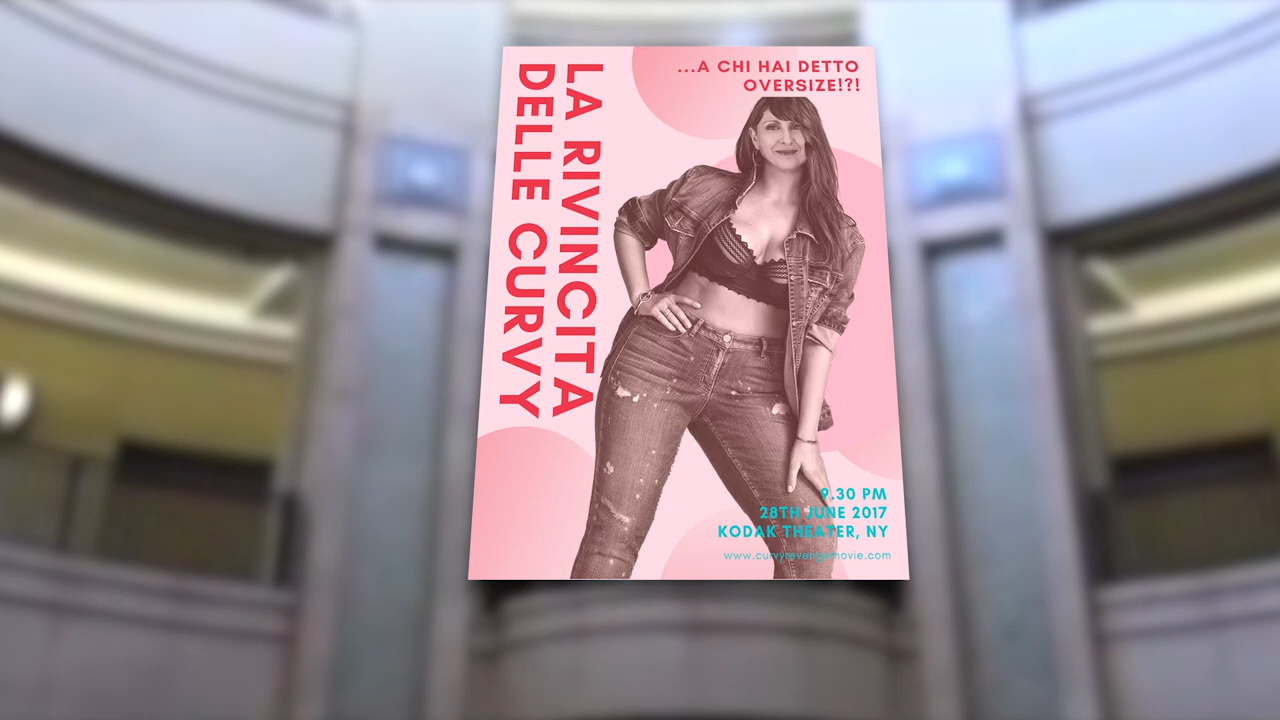 LA RIVINCITA
DELLE CURVY
...A CHI HAI DETTO
OVERSIZE!?!
9.30 PM
28TH JUNE 2017
KODAK THEATER, NY
www.curvyrevengemovie.com